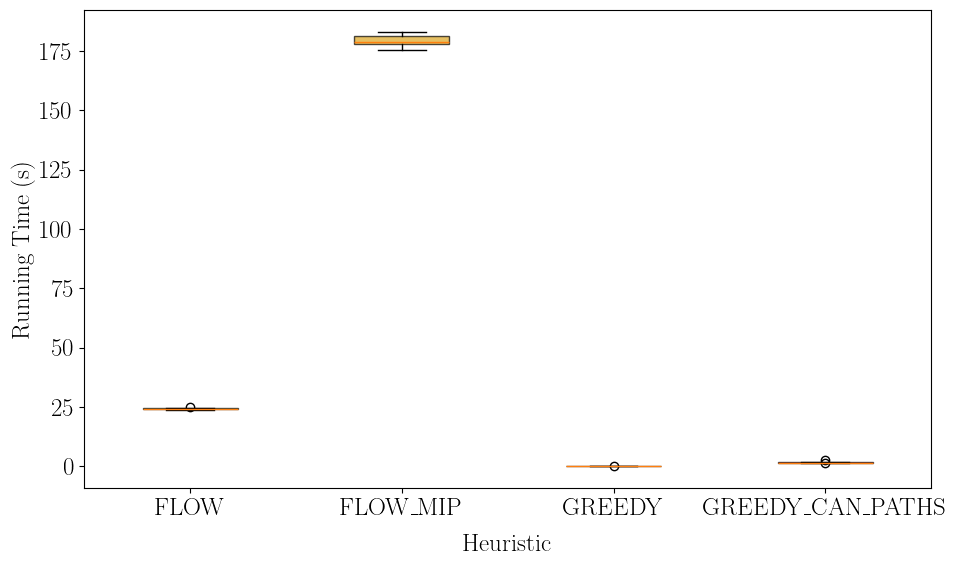 175
150
125
100
75
50
25
0
Running Time (s)
FLOW
FLOW_MIP
GREEDY
GREEDY_CAN_PATHS
Heuristic